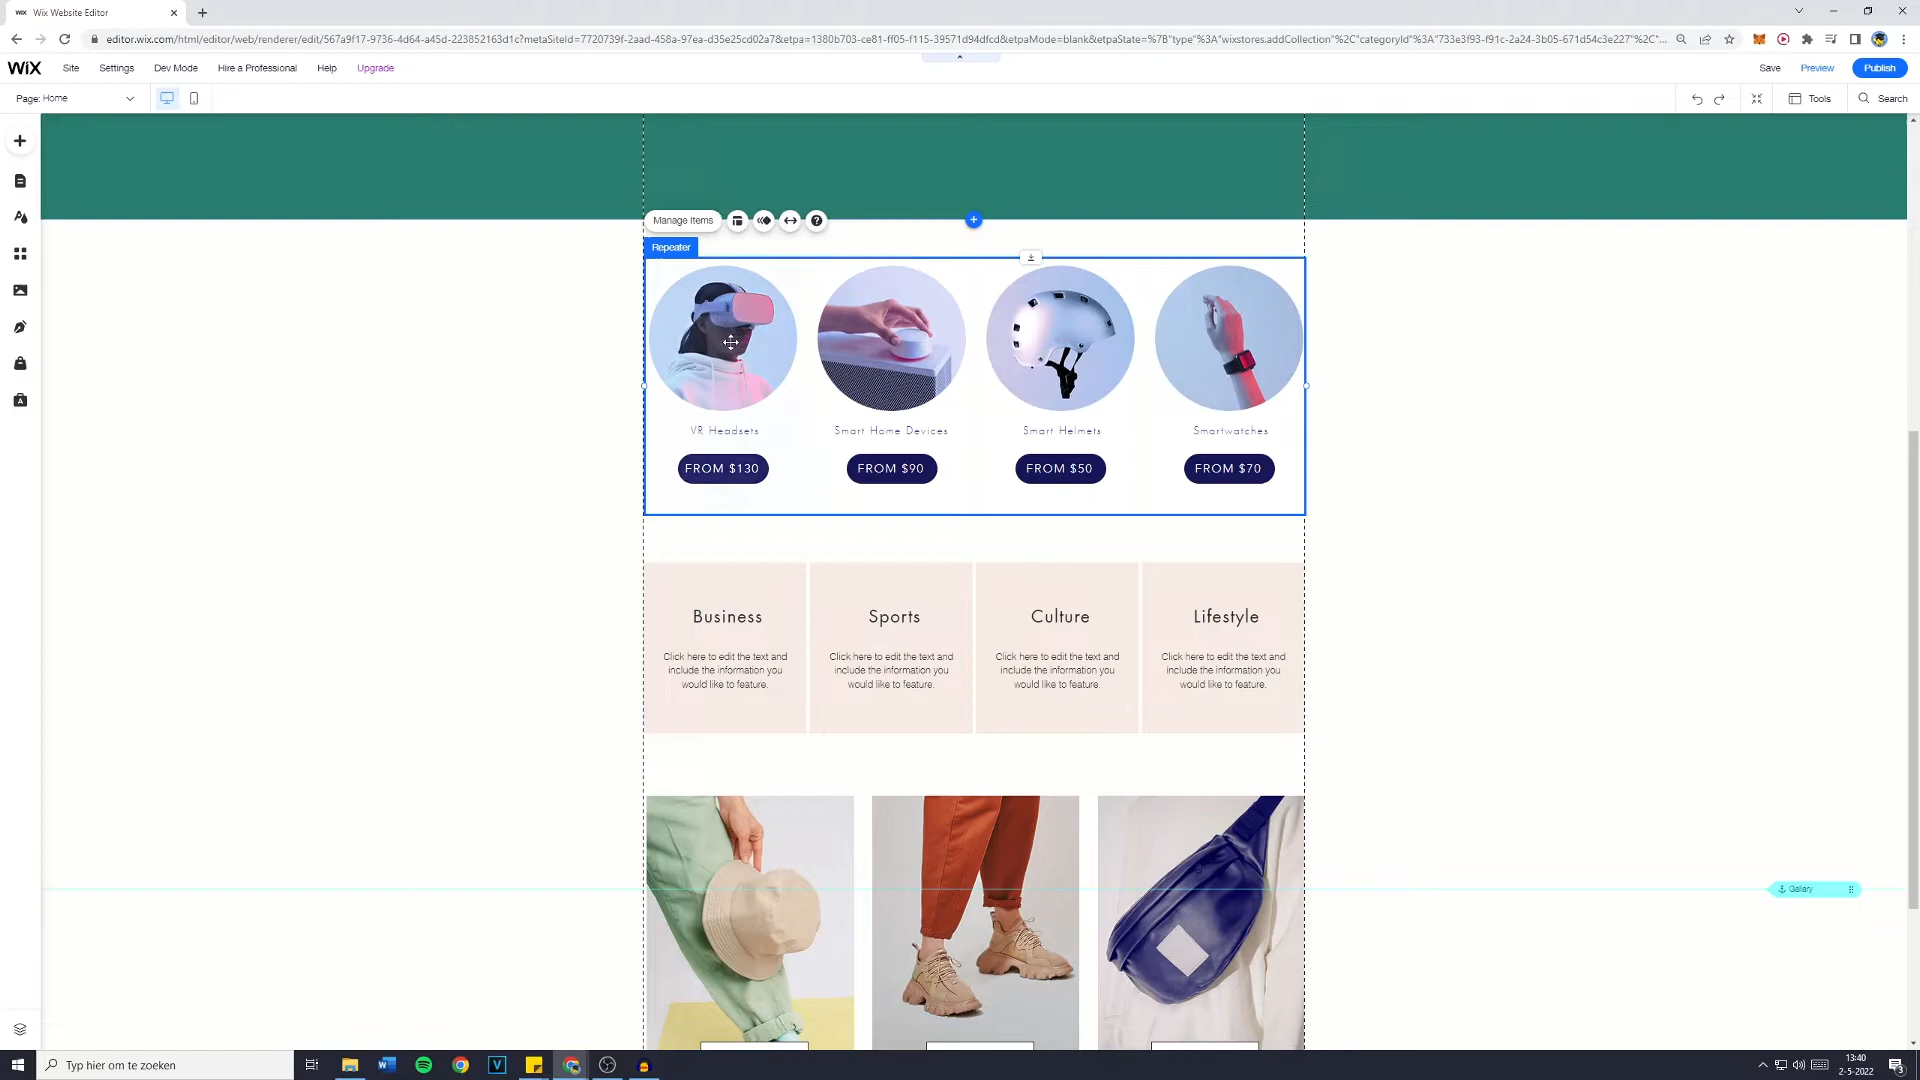 WIX Wix Website Editor
editor.wix.com/html/editor/web/renderer/edit/567a9f17-9736-4d64-a45d-223852163d1c?metaSiteId=7720739f-2aad-458a-97ea-d35e25cd02a7&etpa=1380b703-ce81-ff05-f115-39571d94dfcd&etpaMode=blank&etpaState=%7B"type"%3A"wixstores.addCollection"%2C"categoryId"%3A"733e3f93-f91c-2a24-3b05-671d54c3e227"%2C"...
WIX Site Settings Dev Mode Hire a Professional Help Upgrade Save Preview Publish
Page: Home Tools Search
Manage Items
Repeater
VR Headsets Smart Home Devices Smart Helmets Smartwatches
FROM $130 FROM $90 FROM $50 FROM $70
Business Sports Culture Lifestyle
Click here to edit the text and Click here to edit the text and Click here to edit the text and Click here to edit the text and
include the information you include the information you include the information you include the information you
would like to feature. would like to feature. would like to feature. would like to feature.
Gallary
Typ hier om te zoeken
13:40
2-5-2022
3